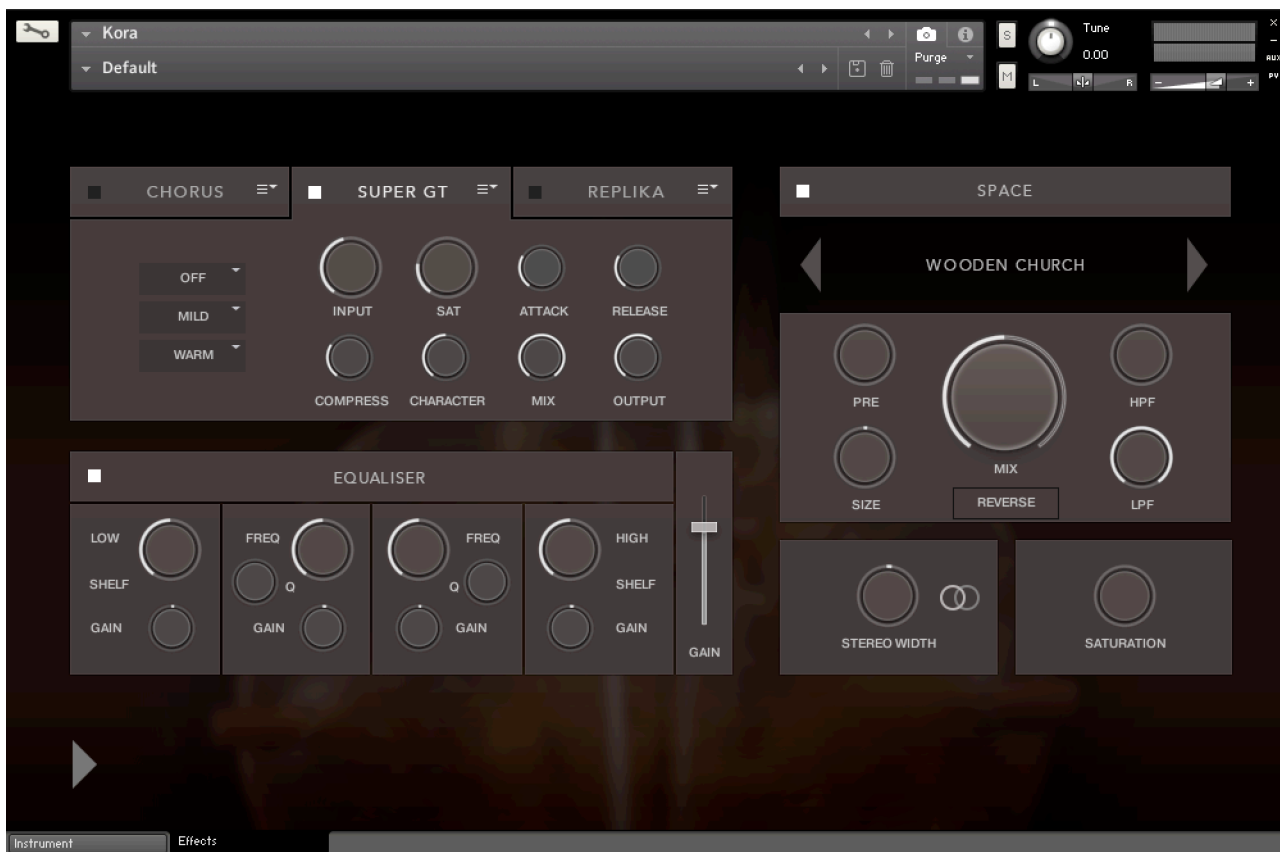 Kora
Default
Purge
S
M
Tune
0.00
L
R
-
+
×
-
AUX
PV
CHORUS
SUPER GT
REPLIKA
OFF
MILD
WARM
INPUT
SAT
ATTACK
RELEASE
COMPRESS
CHARACTER
MIX
OUTPUT
SPACE
WOODEN CHURCH
PRE
SIZE
MIX
REVERSE
HPF
LPF
EQUALISER
LOW
SHELF
GAIN
FREQ
Q
GAIN
FREQ
Q
GAIN
HIGH
SHELF
GAIN
GAIN
STEREO WIDTH
SATURATION
Instrument
Effects